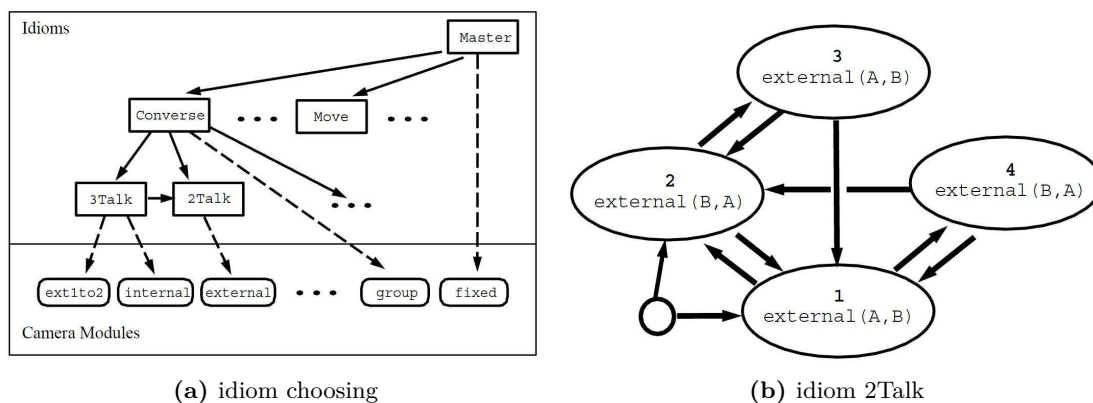 Idioms
Master
Converse
Move
3Talk
2Talk
ext1to2 internal external group fixed
Camera Modules
3
external(A,B)
2
external(B,A)
4
external(B,A)
1
external(A,B)
(a) idiom choosing
(b) idiom 2Talk